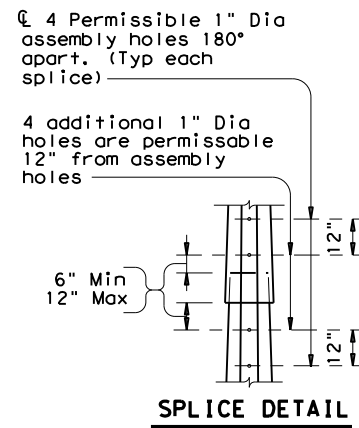 ℄ 4 Permissible 1" Dia
assembly holes 180°
apart. (Typ each
splice)
4 additional 1" Dia
holes are permissable
12" from assembly
holes
12"
6" Min
12" Max
12"
SPLICE DETAIL